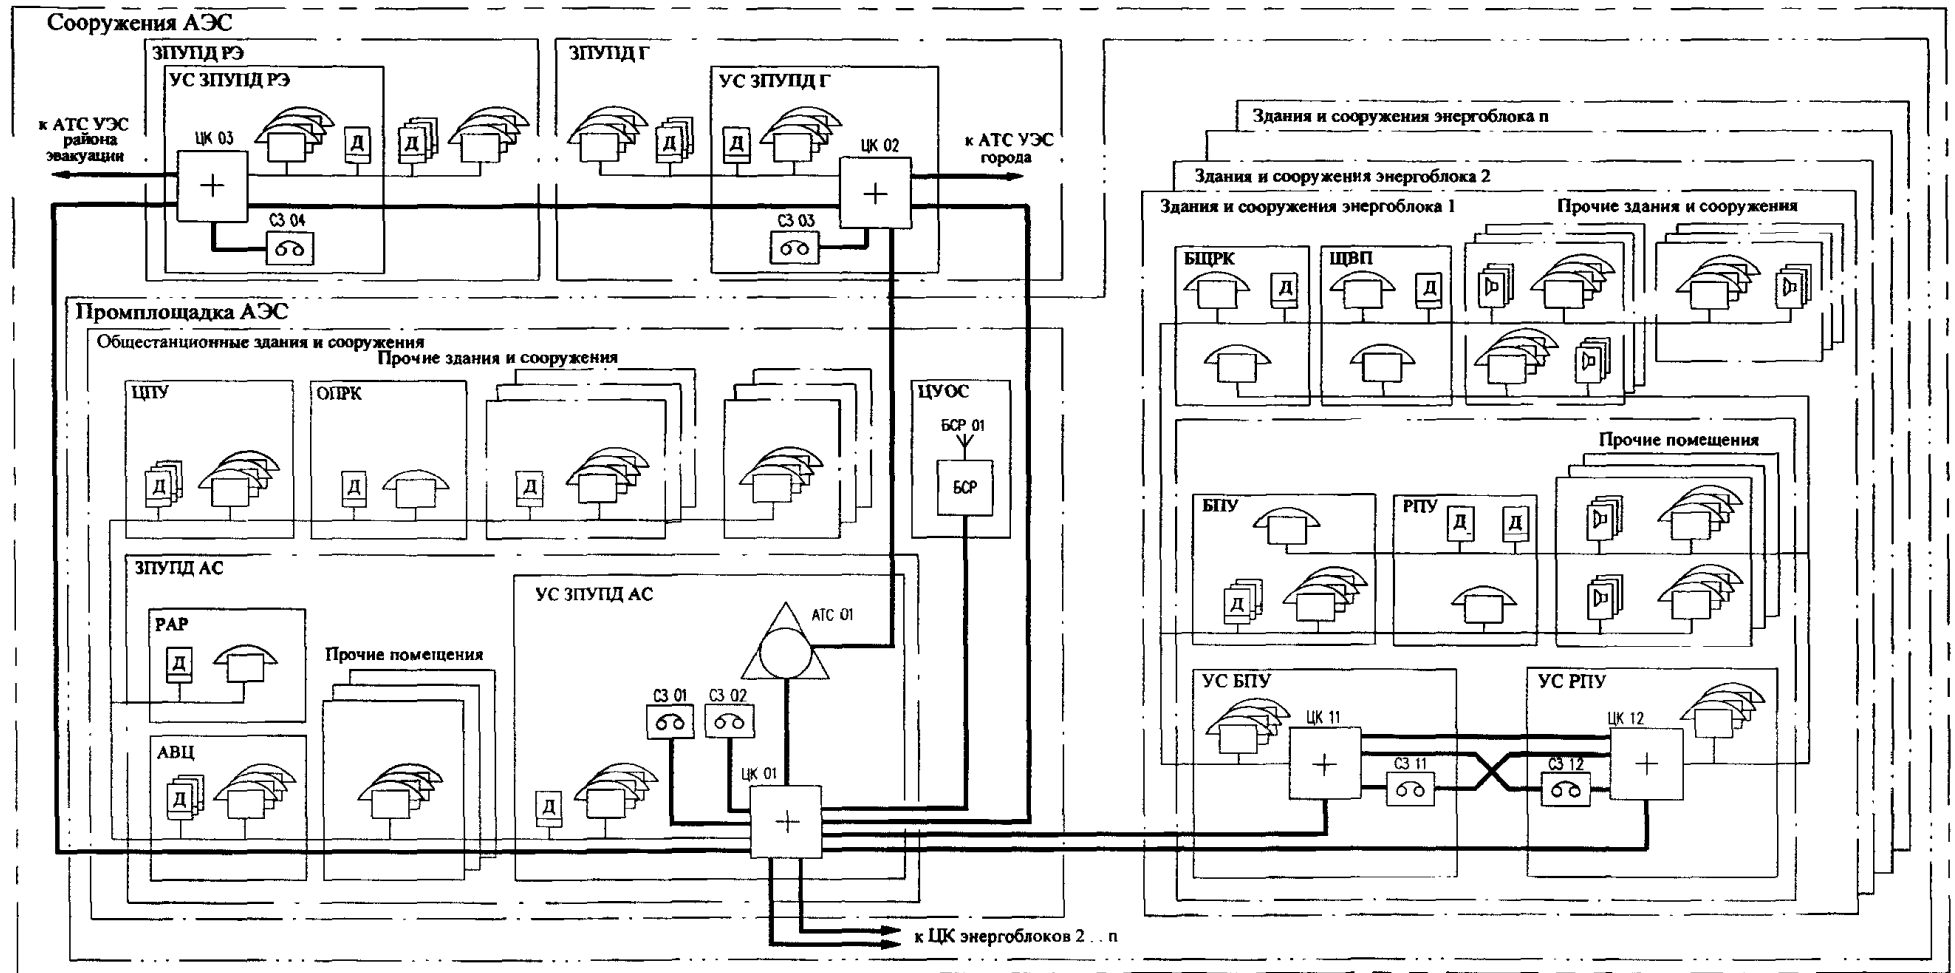 Сооружения АЭС
ЗПУПД РЭ
УС ЗПУПД РЭ
к АТС УЭС
района
эвакуации
ЦК 03
Д
Д
СЗ 04
ЗПУПД Г
УС ЗПУПД Г
Д
Д
ЦК 02
к АТС УЭС
города
СЗ 03
Промплощадка АЭС
Общестанционные здания и сооружения
Прочие здания и сооружения
ЦПУ
Д
ОПРК
Д
Д
ЦУОС
БСР 01
БСР
ЗПУПД АС
РАР
Д
Прочие помещения
АВЦ
Д
УС ЗПУПД АС
АТС 01
СЗ 01
СЗ 02
ЦК 01
Д
к ЦК энергоблоков 2 . . n
Здания и сооружения энергоблока n
Здания и сооружения энергоблока 2
Здания и сооружения энергоблока 1
Прочие здания и сооружения
БЩРК
Д
ЩВП
Д
Прочие помещения
БПУ
Д
РПУ
Д
Д
УС БПУ
ЦК 11
СЗ 11
УС РПУ
ЦК 12
СЗ 12